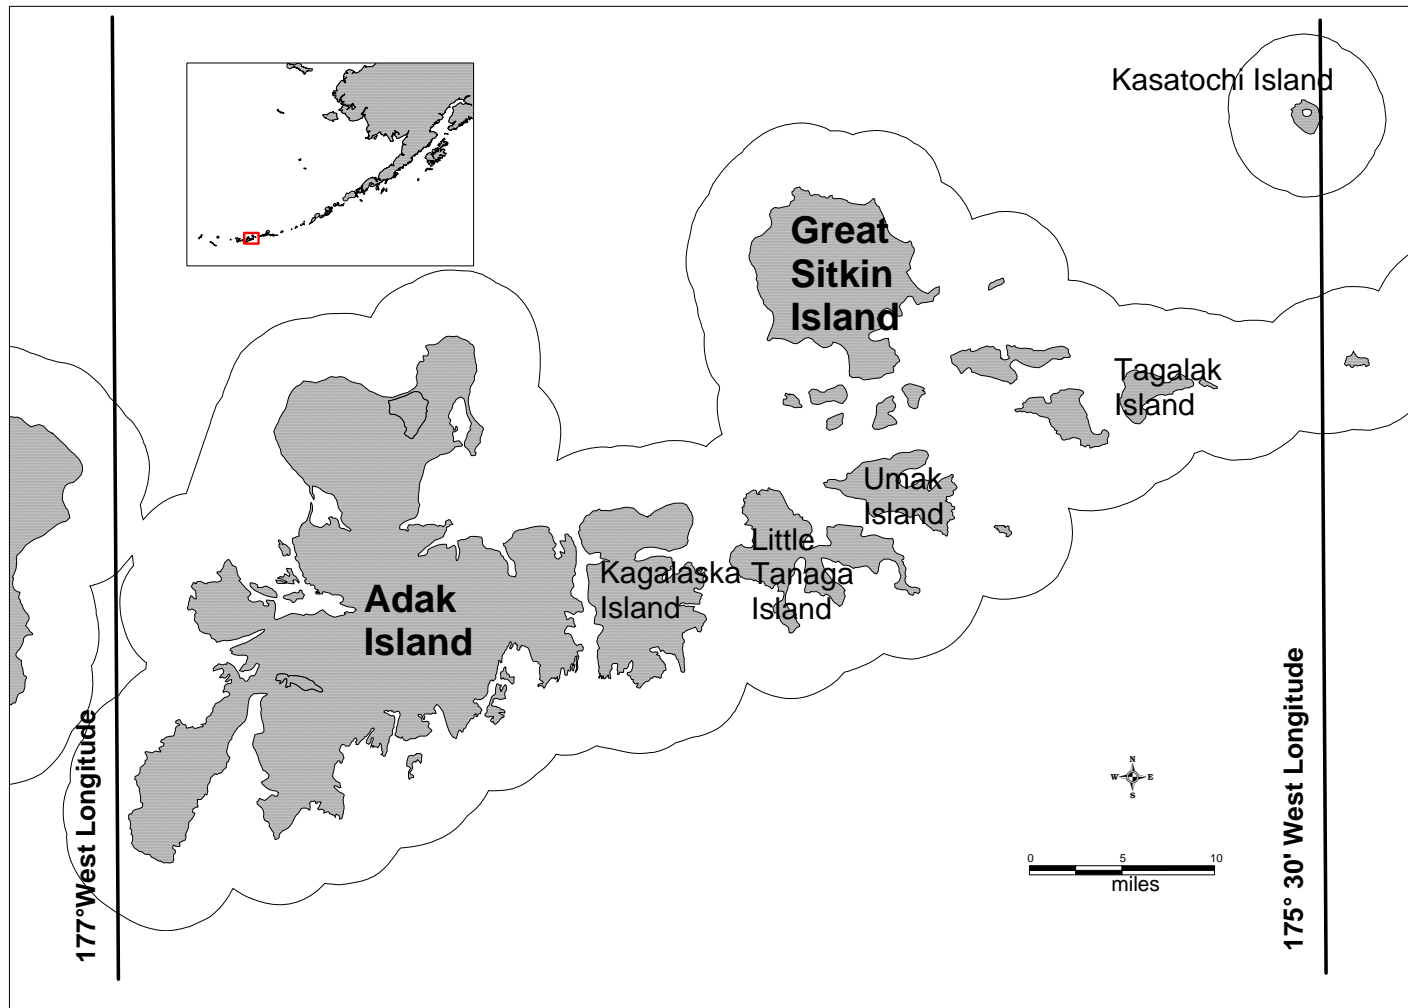 Kasatochi Island
Great
Sitkin
Island
Tagalak
Island
Umak
Island
Little
Tanaga
Island
Kagalaska
Island
Adak
Island
177°West Longitude
175° 30' West Longitude
N
W E
S
0 5 10
miles